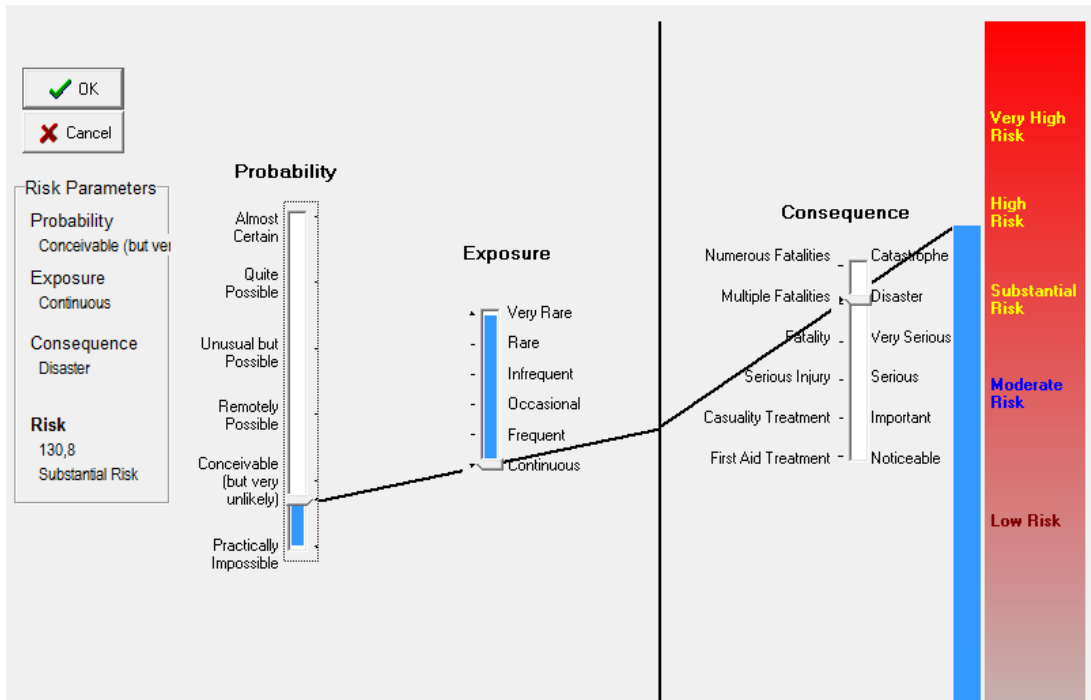 OK
Cancel
Risk Parameters
Probability
Conceivable (but ver
Exposure
Continuous
Consequence
Disaster
Risk
130,8
Substantial Risk
Probability
Almost
Certain
Quite
Possible
Unusual but
Possible
Remotely
Possible
Conceivable
(but very
unlikely)
Practically
Impossible
Exposure
Very Rare
Rare
Infrequent
Occasional
Frequent
Continuous
Consequence
Numerous Fatalities
Catastrophe
Multiple Fatalities
Disaster
Fatality
Very Serious
Serious Injury
Serious
Casuality Treatment
Important
First Aid Treatment
Noticeable
Very High
Risk
High
Risk
Substantial
Risk
Moderate
Risk
Low Risk